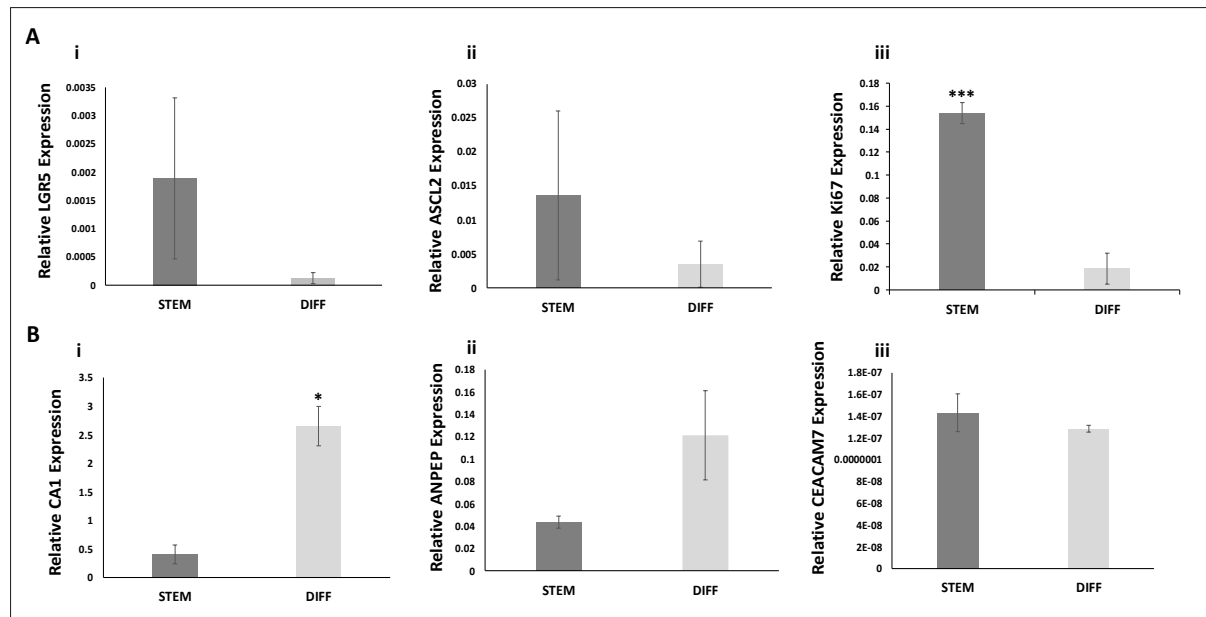 A
i
Relative LGR5 Expression
0.0035
0.003
0.0025
0.002
0.0015
0.001
0.0005
0
STEM
DIFF
ii
Relative ASCL2 Expression
0.03
0.025
0.02
0.015
0.01
0.005
0
STEM
DIFF
iii
Relative Ki67 Expression
0.18
0.16
0.14
0.12
0.1
0.08
0.06
0.04
0.02
0
***
STEM
DIFF
B
i
Relative CA1 Expression
3.5
3
2.5
2
1.5
1
0.5
0
*
STEM
DIFF
ii
Relative ANPEP Expression
0.18
0.16
0.14
0.12
0.1
0.08
0.06
0.04
0.02
0
STEM
DIFF
iii
Relative CEACAM7 Expression
1.8E-07
1.6E-07
1.4E-07
1.2E-07
0.0000001
8E-08
6E-08
4E-08
2E-08
0
STEM
DIFF